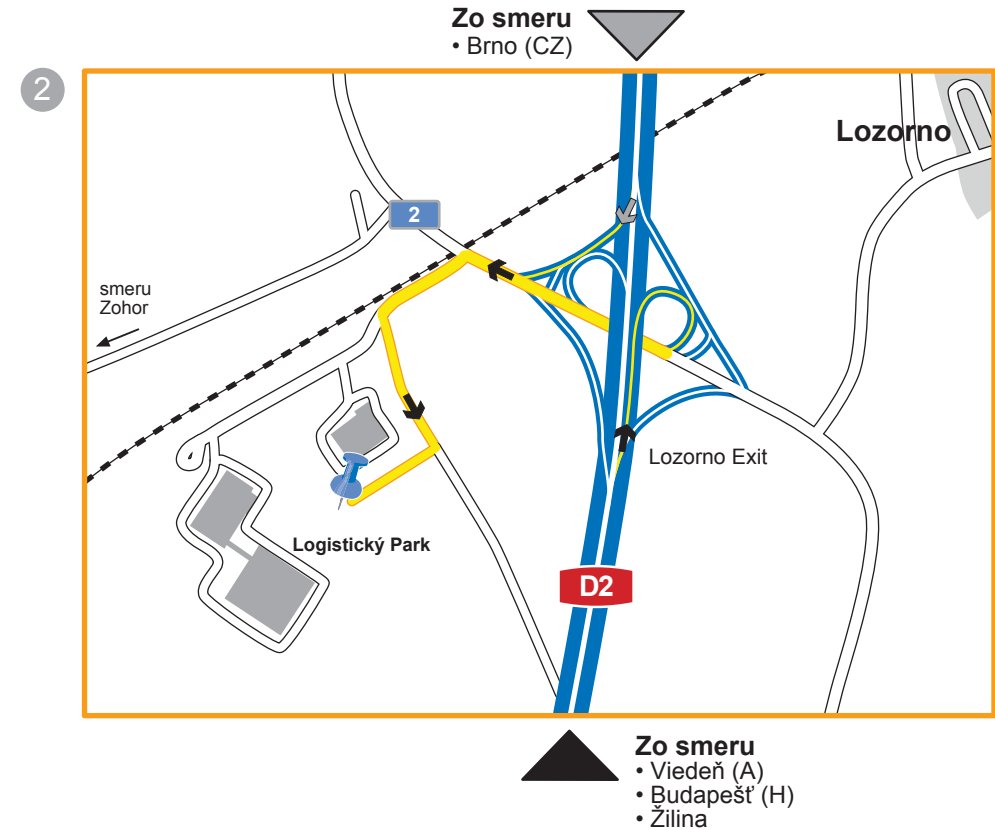 Zo smeru
• Brno (CZ)
2
Lozorno
2
smeru
Zohor
Lozorno Exit
Logistický Park
D2
Zo smeru
• Viedeň (A)
• Budapešť (H)
• Žilina